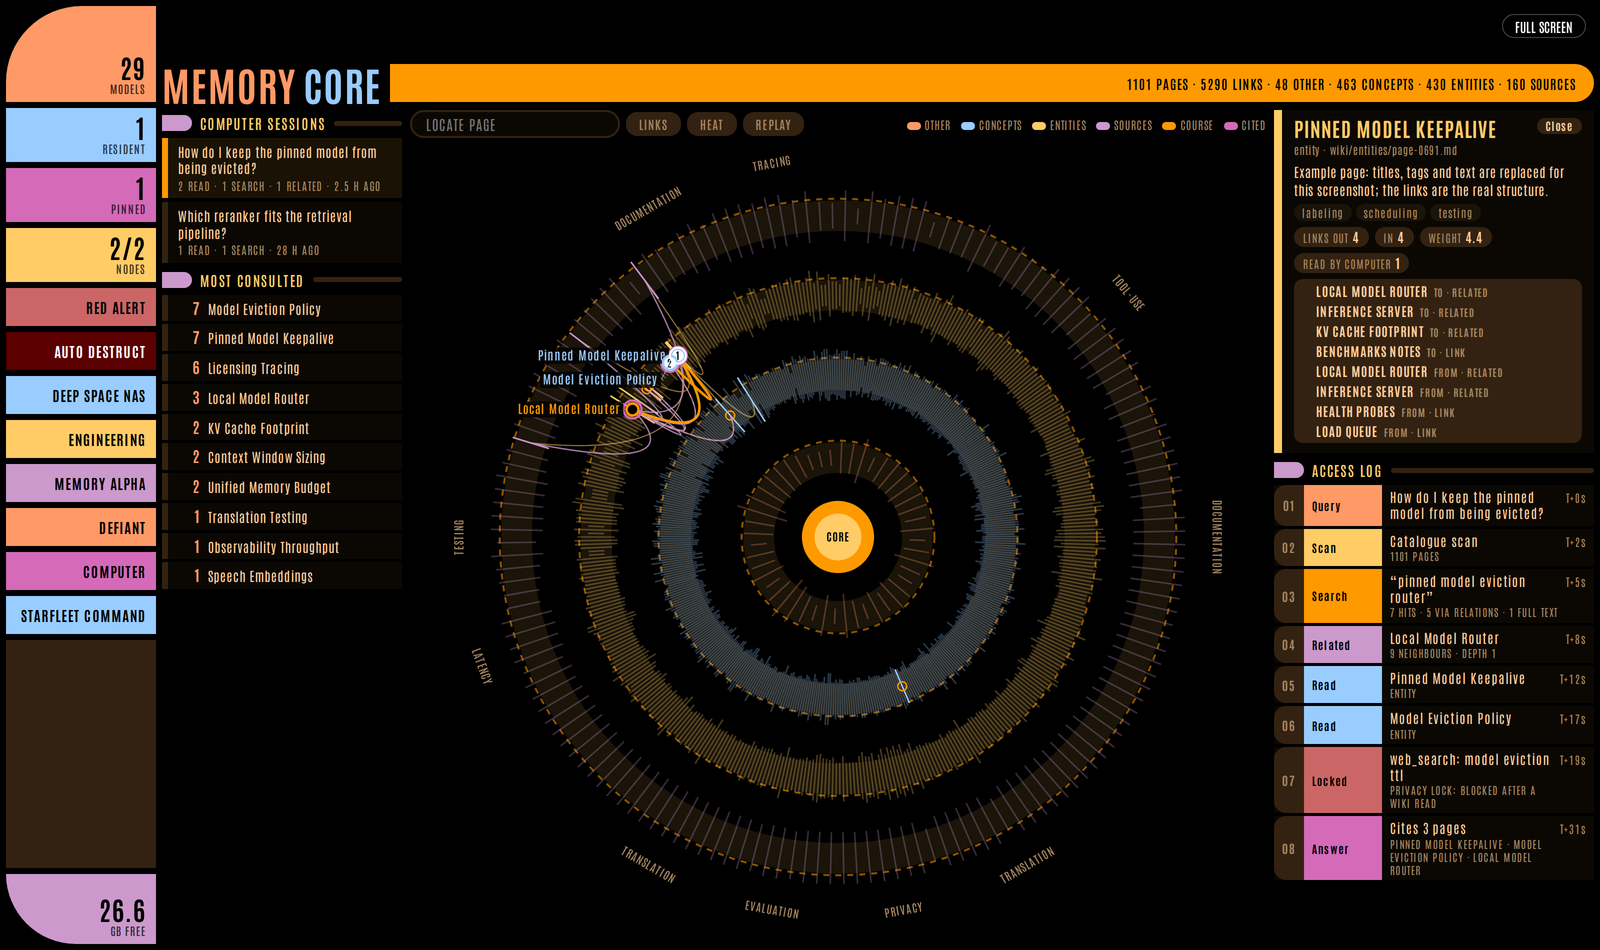 FULL SCREEN
29
MODELS
1
RESIDENT
1
PINNED
2/2
NODES
RED ALERT
AUTO DESTRUCT
DEEP SPACE NAS
ENGINEERING
MEMORY ALPHA
DEFIANT
COMPUTER
STARFLEET COMMAND
26.6
GB FREE
MEMORY CORE
1101 PAGES · 5290 LINKS · 48 OTHER · 463 CONCEPTS · 430 ENTITIES · 160 SOURCES
COMPUTER SESSIONS
How do I keep the pinned model from
being evicted?
2 READ · 1 SEARCH · 1 RELATED · 2.5 H AGO
Which reranker fits the retrieval
pipeline?
1 READ · 1 SEARCH · 28 H AGO
MOST CONSULTED
7 Model Eviction Policy
7 Pinned Model Keepalive
6 Licensing Tracing
3 Local Model Router
2 KV Cache Footprint
2 Context Window Sizing
2 Unified Memory Budget
1 Translation Testing
1 Observability Throughput
1 Speech Embeddings
LOCATE PAGE
LINKS
HEAT
REPLAY
OTHER
CONCEPTS
ENTITIES
SOURCES
COURSE
CITED
TRACING
DOCUMENTATION
TOOL-USE
Pinned Model Keepalive
1
2
Model Eviction Policy
Local Model Router
TESTING
CORE
DOCUMENTATION
LATENCY
TRANSLATION
TRANSLATION
EVALUATION
PRIVACY
PINNED MODEL KEEPALIVE
Close
entity · wiki/entities/page-0691.md
Example page: titles, tags and text are replaced for
this screenshot; the links are the real structure.
labeling
scheduling
testing
LINKS OUT 4
IN 4
WEIGHT 4.4
READ BY COMPUTER 1
LOCAL MODEL ROUTER TO · RELATED
INFERENCE SERVER TO · RELATED
KV CACHE FOOTPRINT TO · RELATED
BENCHMARKS NOTES TO · LINK
LOCAL MODEL ROUTER FROM · RELATED
INFERENCE SERVER FROM · RELATED
HEALTH PROBES FROM · LINK
LOAD QUEUE FROM · LINK
ACCESS LOG
01 Query How do I keep the pinned T+0s
model from being evicted?
02 Scan Catalogue scan T+2s
1101 PAGES
03 Search “pinned model eviction T+5s
router”
7 HITS · 5 VIA RELATIONS · 1 FULL TEXT
04 Related Local Model Router T+8s
9 NEIGHBOURS · DEPTH 1
05 Read Pinned Model Keepalive T+12s
ENTITY
06 Read Model Eviction Policy T+17s
ENTITY
07 Locked web_search: model eviction T+19s
ttl
PRIVACY LOCK: BLOCKED AFTER A
WIKI READ
08 Answer Cites 3 pages T+31s
PINNED MODEL KEEPALIVE · MODEL
EVICTION POLICY · LOCAL MODEL
ROUTER